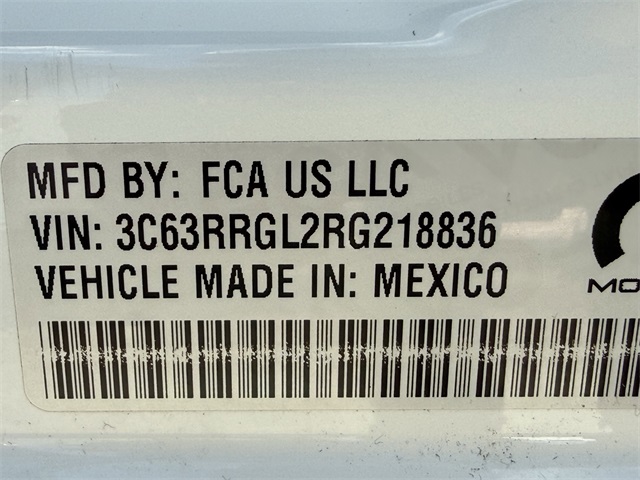 MFD BY: FCA US LLC
VIN: 3C63RRGL2RG218836
VEHICLE MADE IN: MEXICO